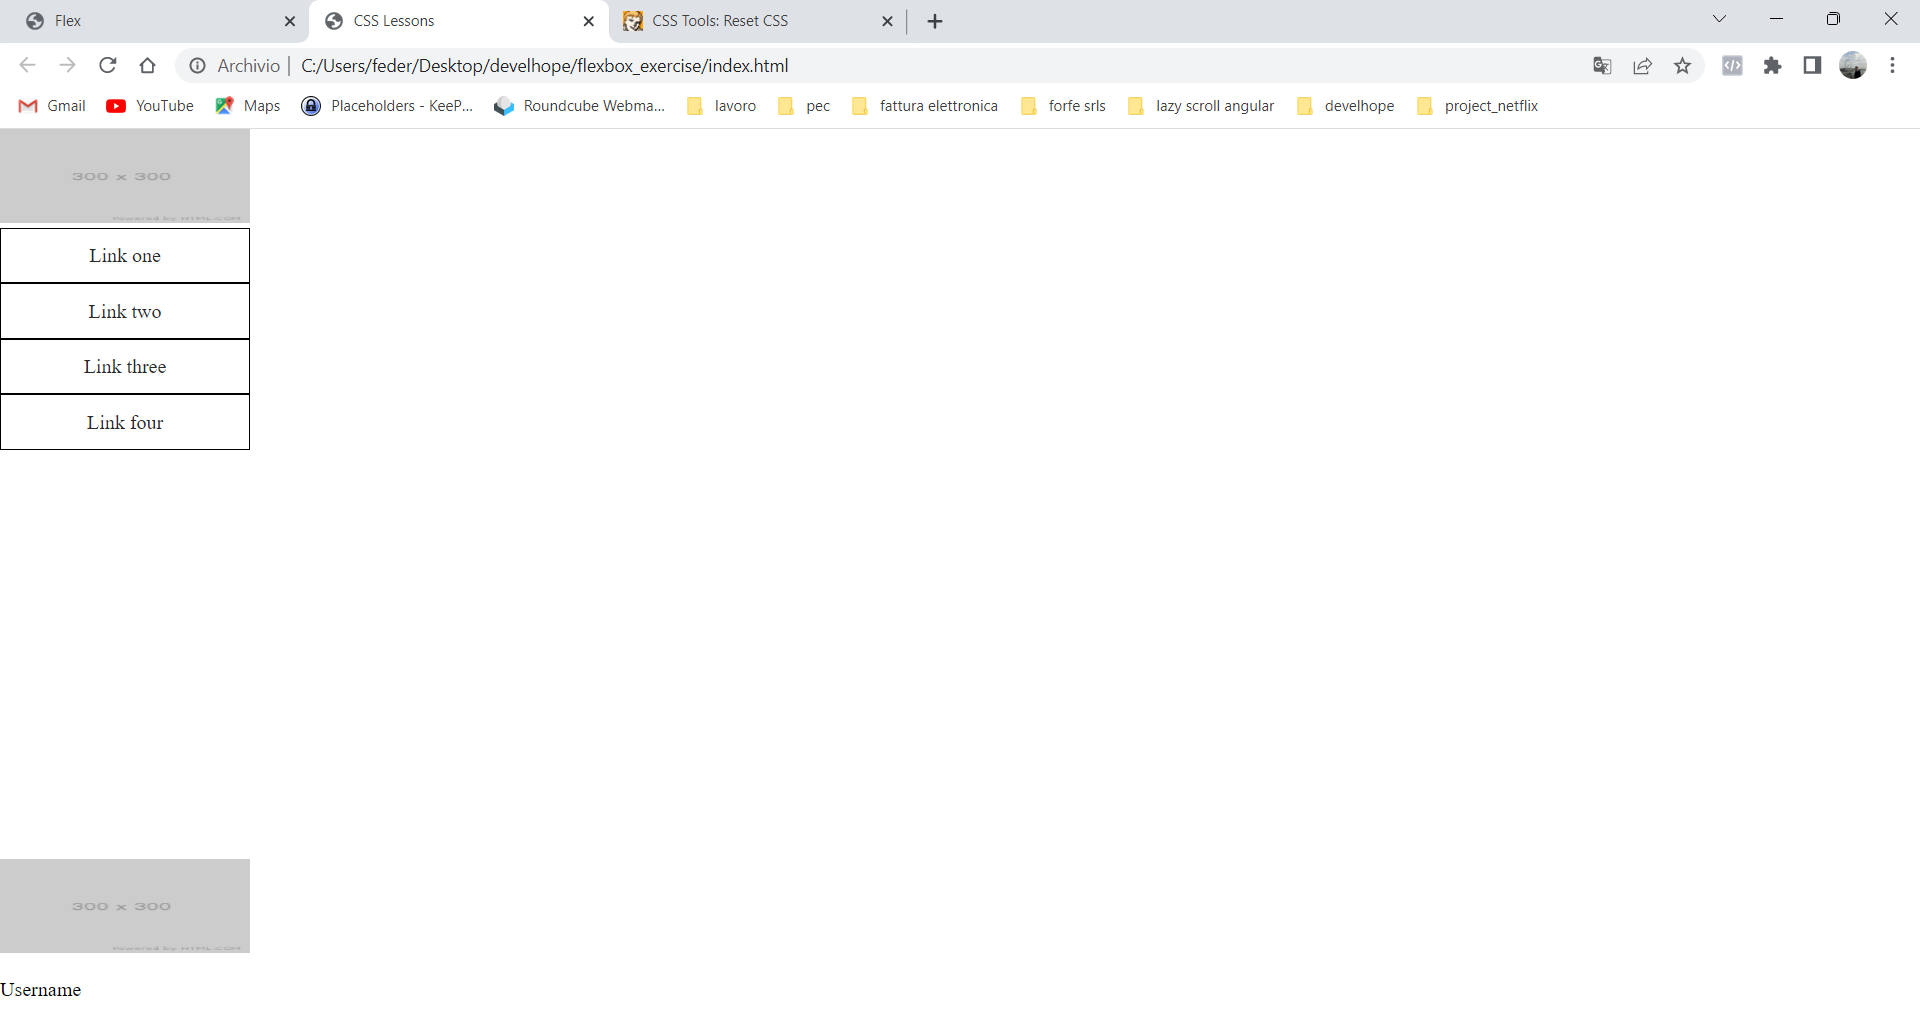 Flex
CSS Lessons
CSS Tools: Reset CSS
Archivio
C:/Users/feder/Desktop/develhope/flexbox_exercise/index.html
Gmail
YouTube
Maps
Placeholders - KeeP...
Roundcube Webma...
lavoro
pec
fattura elettronica
forfe srls
lazy scroll angular
develhope
project_netflix
300 x 300
Powered by HTML.COM
Link one
Link two
Link three
Link four
300 x 300
Powered by HTML.COM
Username